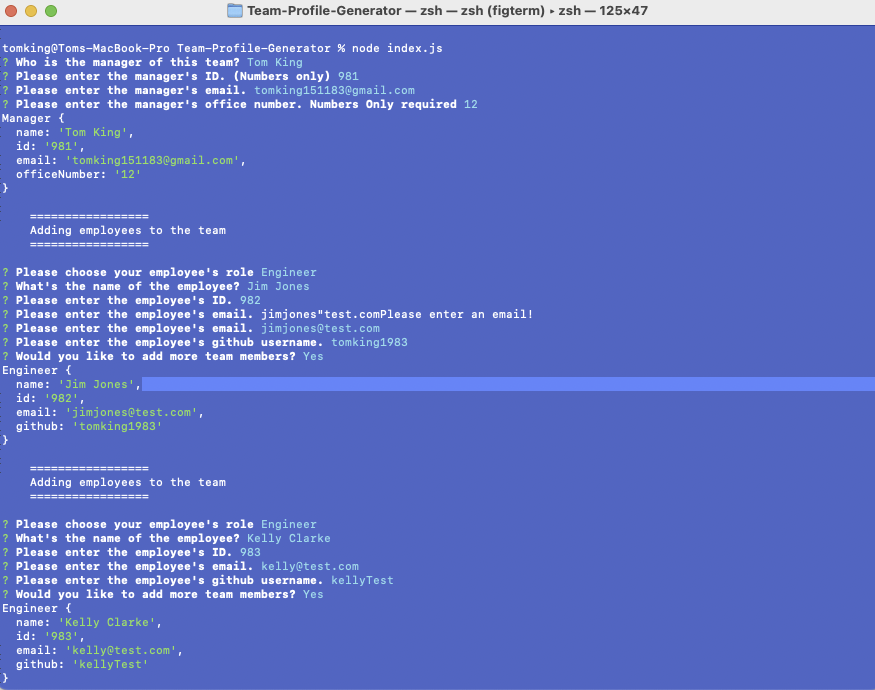 Team-Profile-Generator — zsh — zsh (figterm) ▸ zsh — 125×47
tomking@Toms-MacBook-Pro Team-Profile-Generator % node index.js
? Who is the manager of this team? Tom King
? Please enter the manager's ID. (Numbers only) 981
? Please enter the manager's email. tomking151183@gmail.com
? Please enter the manager's office number. Numbers Only required 12
Manager {
  name: 'Tom King',
  id: '981',
  email: 'tomking151183@gmail.com',
  officeNumber: '12'
}
    =================
    Adding employees to the team
    =================
? Please choose your employee's role Engineer
? What's the name of the employee? Jim Jones
? Please enter the employee's ID. 982
? Please enter the employee's email. jimjones"test.comPlease enter an email!
? Please enter the employee's email. jimjones@test.com
? Please enter the employee's github username. tomking1983
? Would you like to add more team members? Yes
Engineer {
  name: 'Jim Jones',
  id: '982',
  email: 'jimjones@test.com',
  github: 'tomking1983'
}
    =================
    Adding employees to the team
    =================
? Please choose your employee's role Engineer
? What's the name of the employee? Kelly Clarke
? Please enter the employee's ID. 983
? Please enter the employee's email. kelly@test.com
? Please enter the employee's github username. kellyTest
? Would you like to add more team members? Yes
Engineer {
  name: 'Kelly Clarke',
  id: '983',
  email: 'kelly@test.com',
  github: 'kellyTest'
}